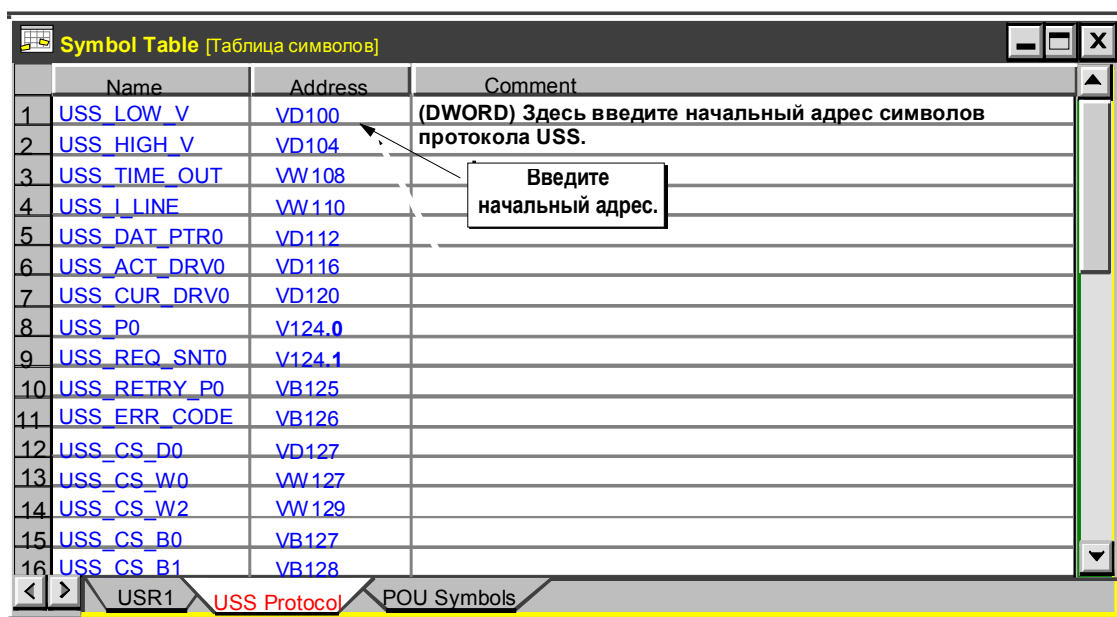 Symbol Table [Таблица символов]
X
Name Address Comment
1 USS_LOW_V VD100 (DWORD) Здесь введите начальный адрес символов
протокола USS.
2 USS_HIGH_V VD104
3 USS_TIME_OUT VW108
Введите
начальный адрес.
4 USS_I_LINE VW110
5 USS_DAT_PTR0 VD112
6 USS_ACT_DRV0 VD116
7 USS_CUR_DRV0 VD120
8 USS_P0 V124.0
9 USS_REQ_SNT0 V124.1
10 USS_RETRY_P0 VB125
11 USS_ERR_CODE VB126
12 USS_CS_D0 VD127
13 USS_CS_W0 VW127
14 USS_CS_W2 VW129
15 USS_CS_B0 VB127
16 USS_CS_B1 VB128
USR1 USS Protocol POU Symbols